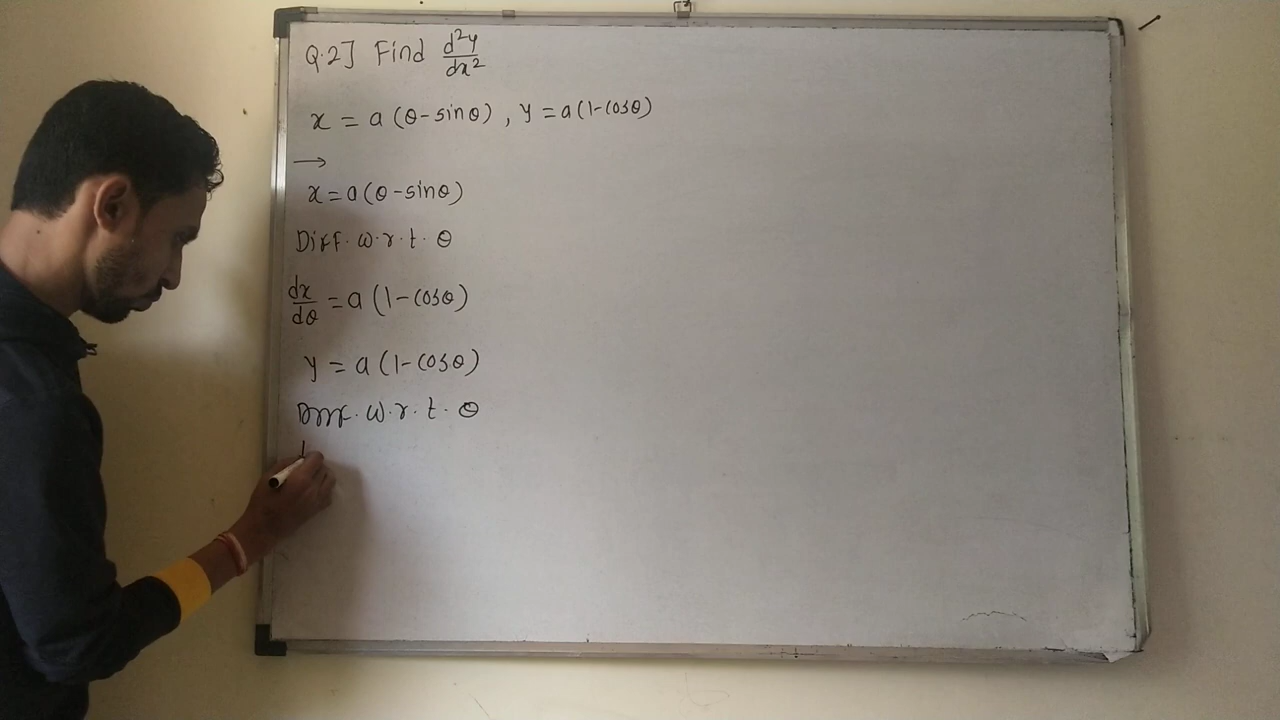 Q.2] Find d²y/dx²
x = a (θ-sinθ) , y = a (1-cosθ)
→
x = a (θ-sinθ)
Diff. w.r.t. θ
dx/dθ = a (1-cosθ)
y = a (1-cosθ)
Diff. w.r.t. θ